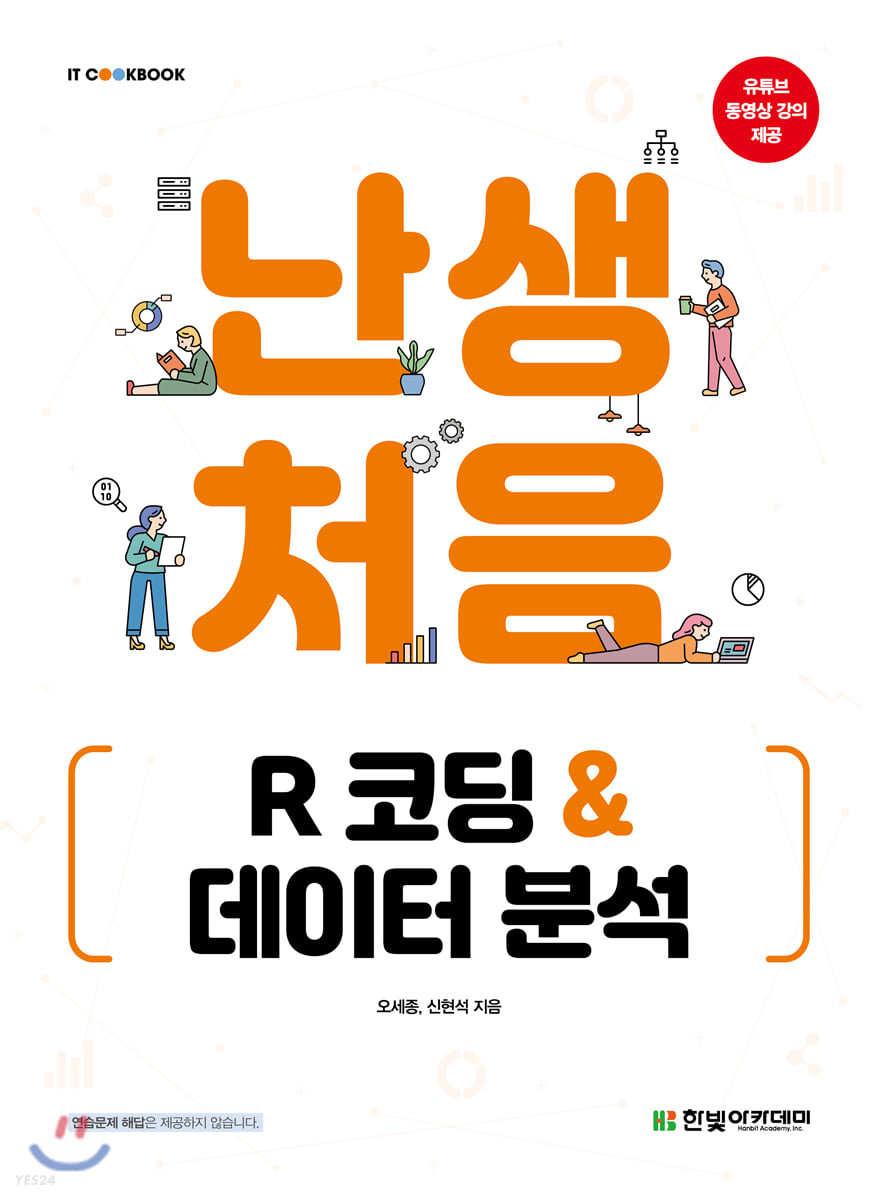 IT COOKBOOK
유튜브
동영상 강의
제공
난생
처음
01
10
R 코딩 &
데이터 분석
오세종, 신현석 지음
연습문제 해답은 제공하지 않습니다.
HB 한빛아카데미
Hanbit Academy, Inc.
YES24